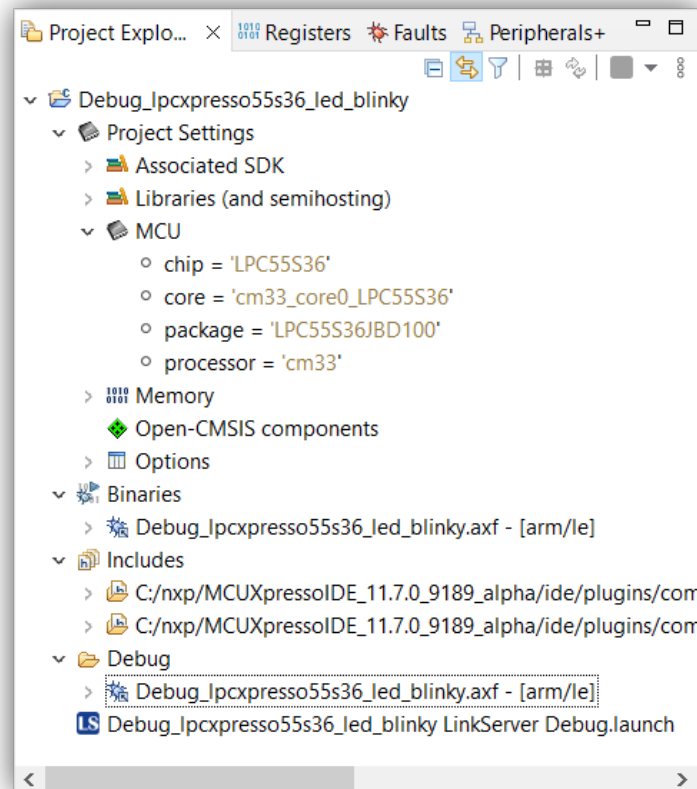 Project Explo... Registers Faults Peripherals+
Debug_lpcxpresso55s36_led_blinky
Project Settings
Associated SDK
Libraries (and semihosting)
MCU
chip = 'LPC55S36'
core = 'cm33_core0_LPC55S36'
package = 'LPC55S36JBD100'
processor = 'cm33'
Memory
Open-CMSIS components
Options
Binaries
Debug_lpcxpresso55s36_led_blinky.axf - [arm/le]
Includes
C:/nxp/MCUXpressoIDE_11.7.0_9189_alpha/ide/plugins/com
C:/nxp/MCUXpressoIDE_11.7.0_9189_alpha/ide/plugins/com
Debug
Debug_lpcxpresso55s36_led_blinky.axf - [arm/le]
LS Debug_lpcxpresso55s36_led_blinky LinkServer Debug.launch